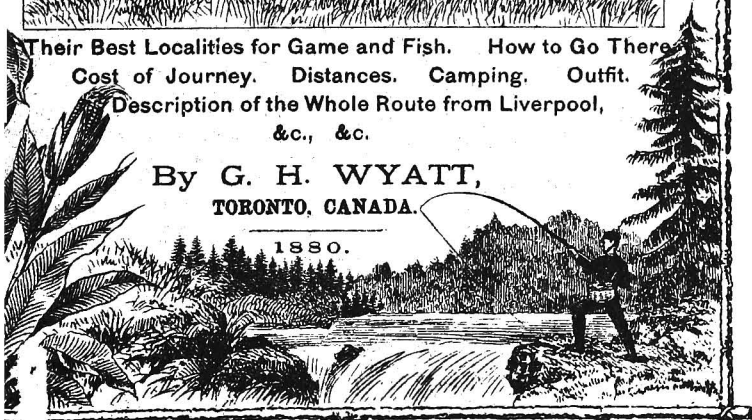 Their Best Localities for Game and Fish. How to Go There
Cost of Journey. Distances. Camping. Outfit.
Description of the Whole Route from Liverpool,
&c., &c.
By G. H. WYATT,
TORONTO, CANADA.
1880.